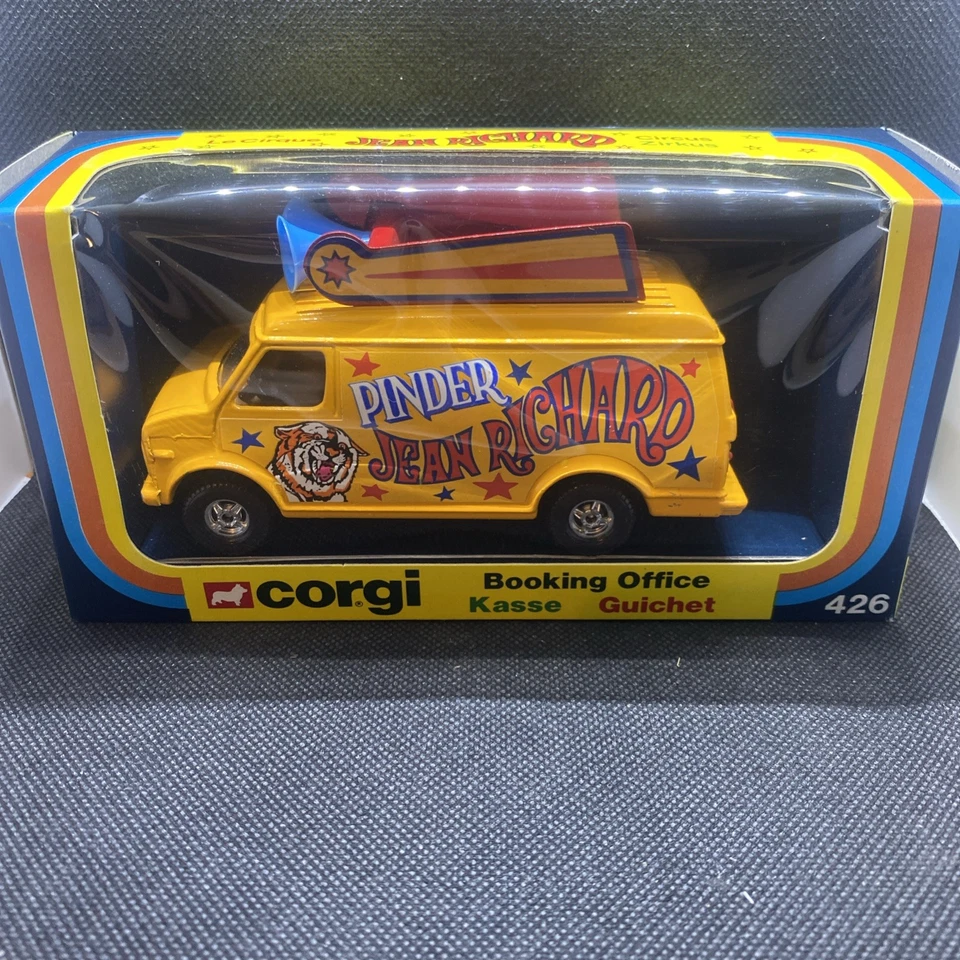 Le Cirque JEAN RICHARD Circus
Zirkus
PINDER
JEAN RICHARD
corgi®
Booking Office
Kasse Guichet
426